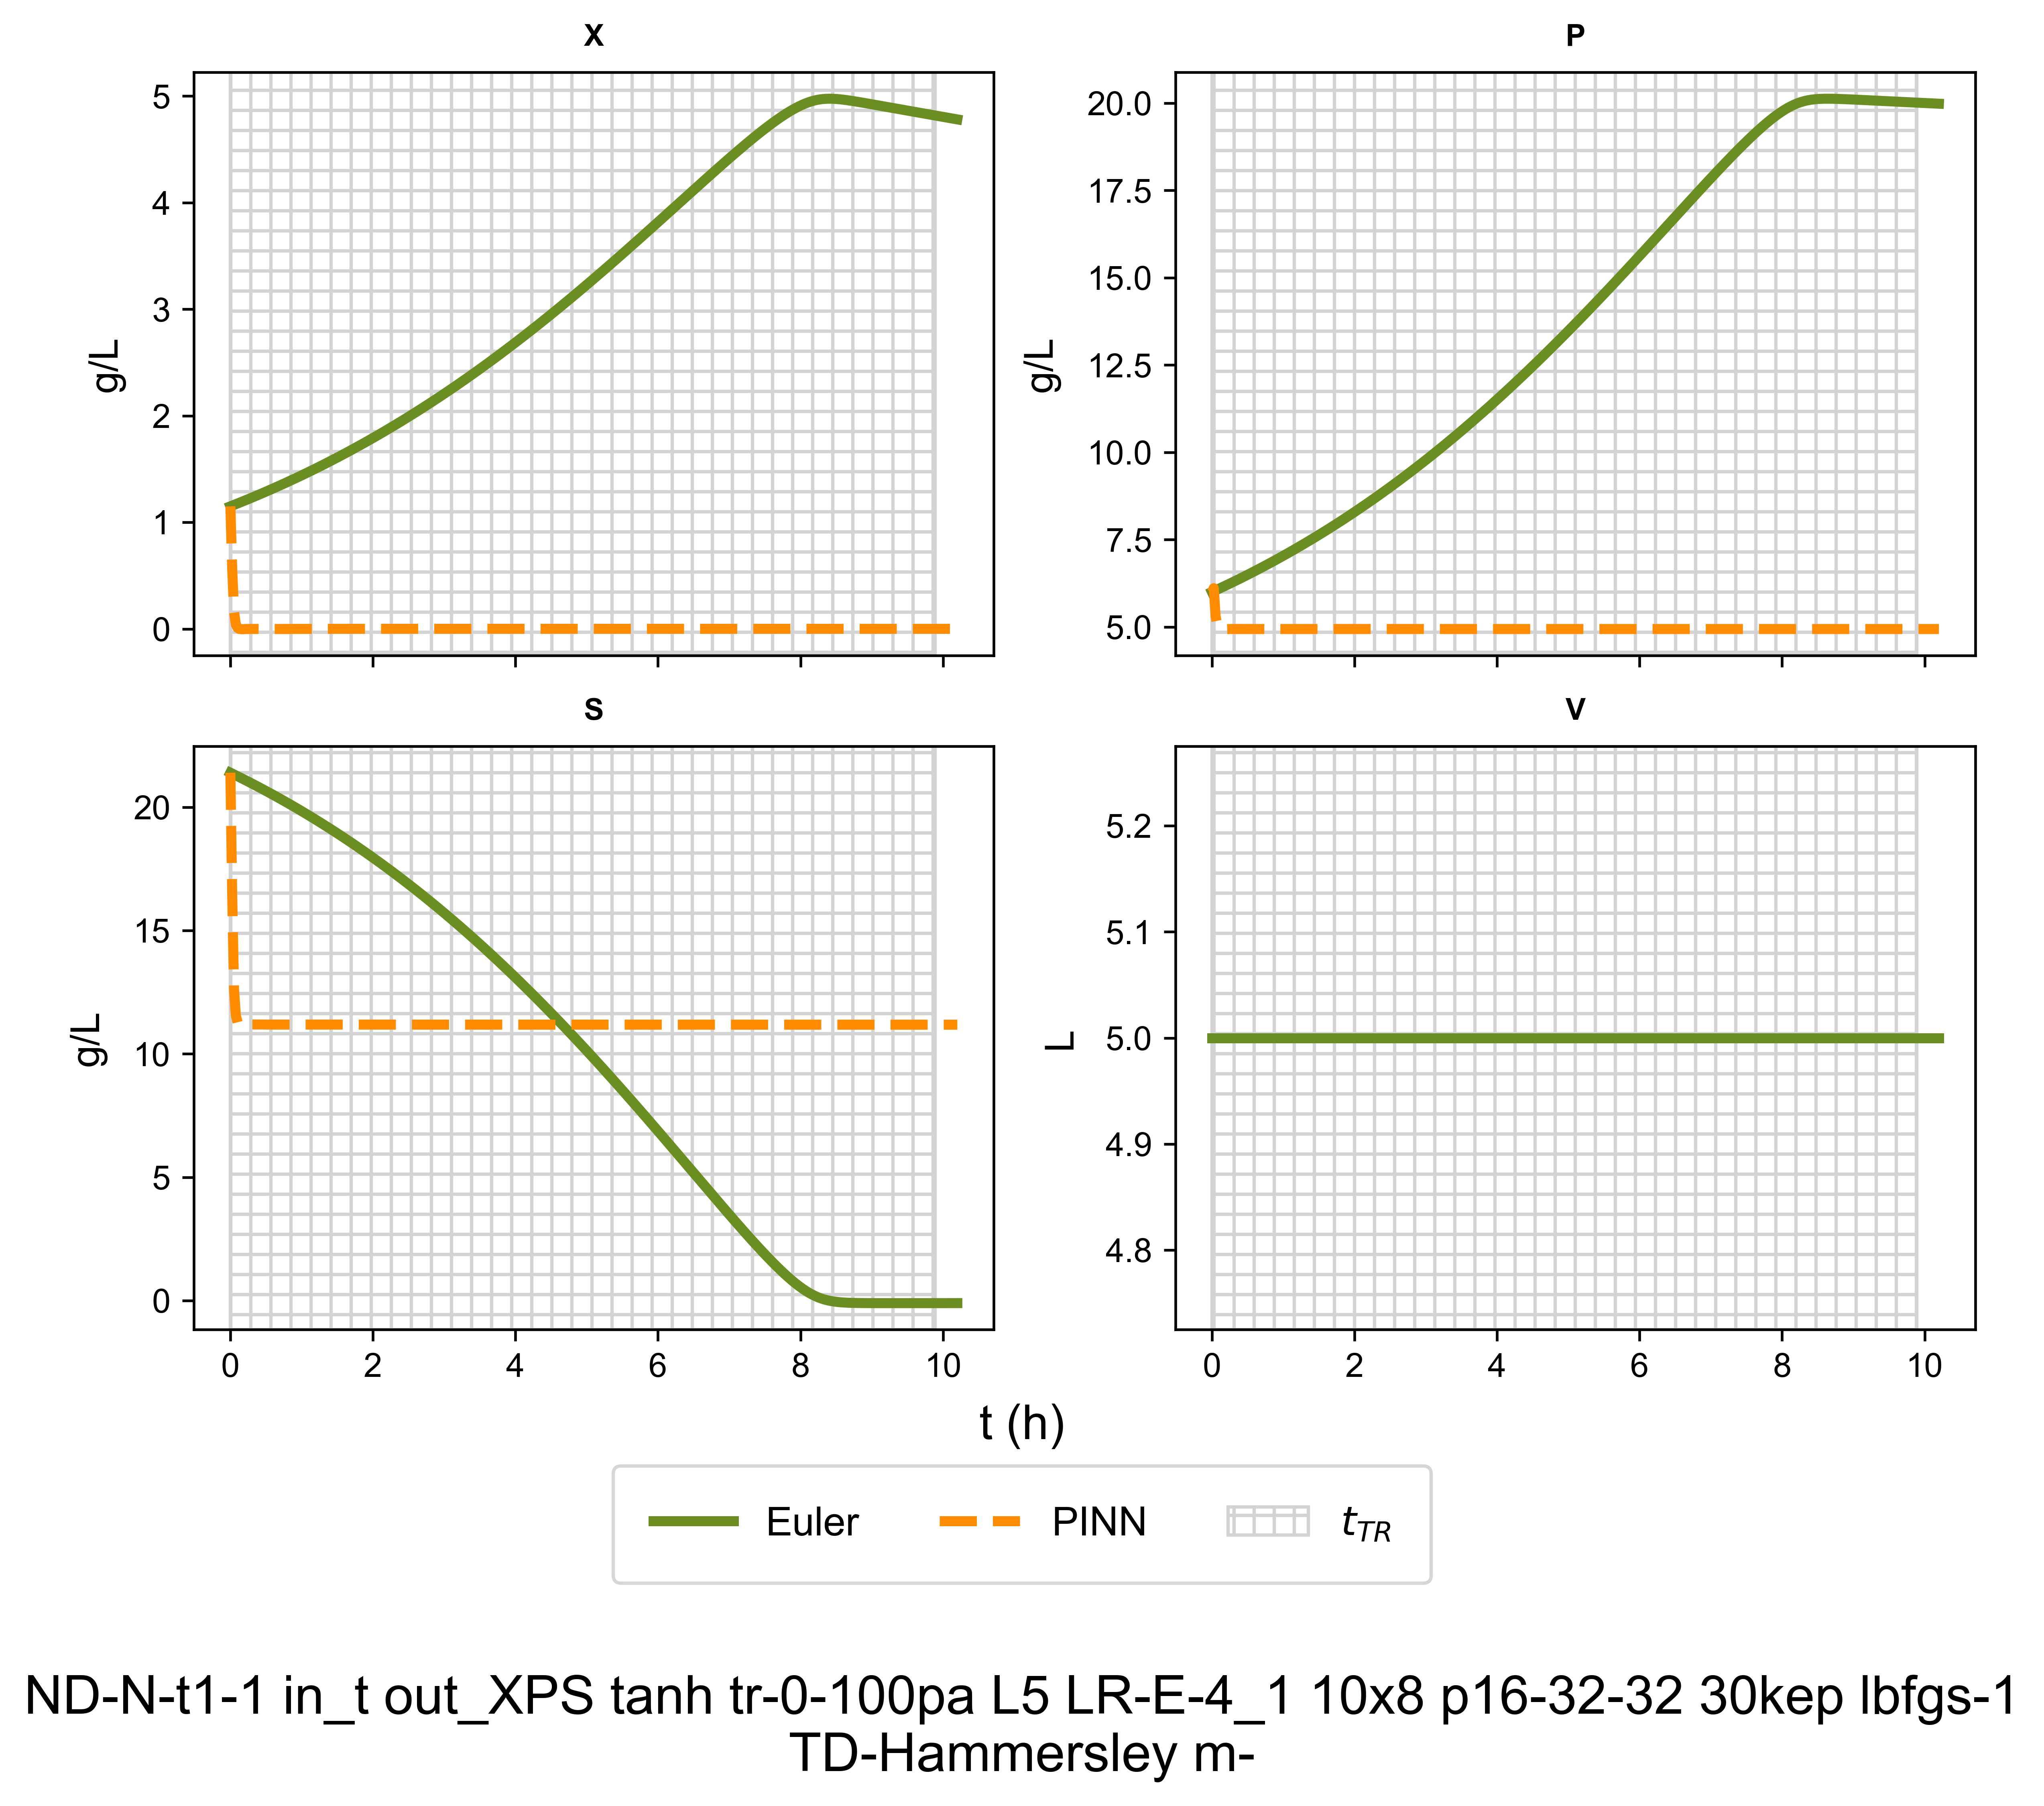 X
P
5
4
3
2
1
0
g/L
20.0
17.5
15.0
12.5
10.0
7.5
5.0
g/L
S
V
20
15
10
5
0
g/L
0 2 4 6 8 10
5.2
5.1
5.0
4.9
4.8
L
0 2 4 6 8 10
t (h)
Euler PINN t_{TR}
ND-N-t1-1 in_t out_XPS tanh tr-0-100pa L5 LR-E-4_1 10x8 p16-32-32 30kep lbfgs-1
TD-Hammersley m-